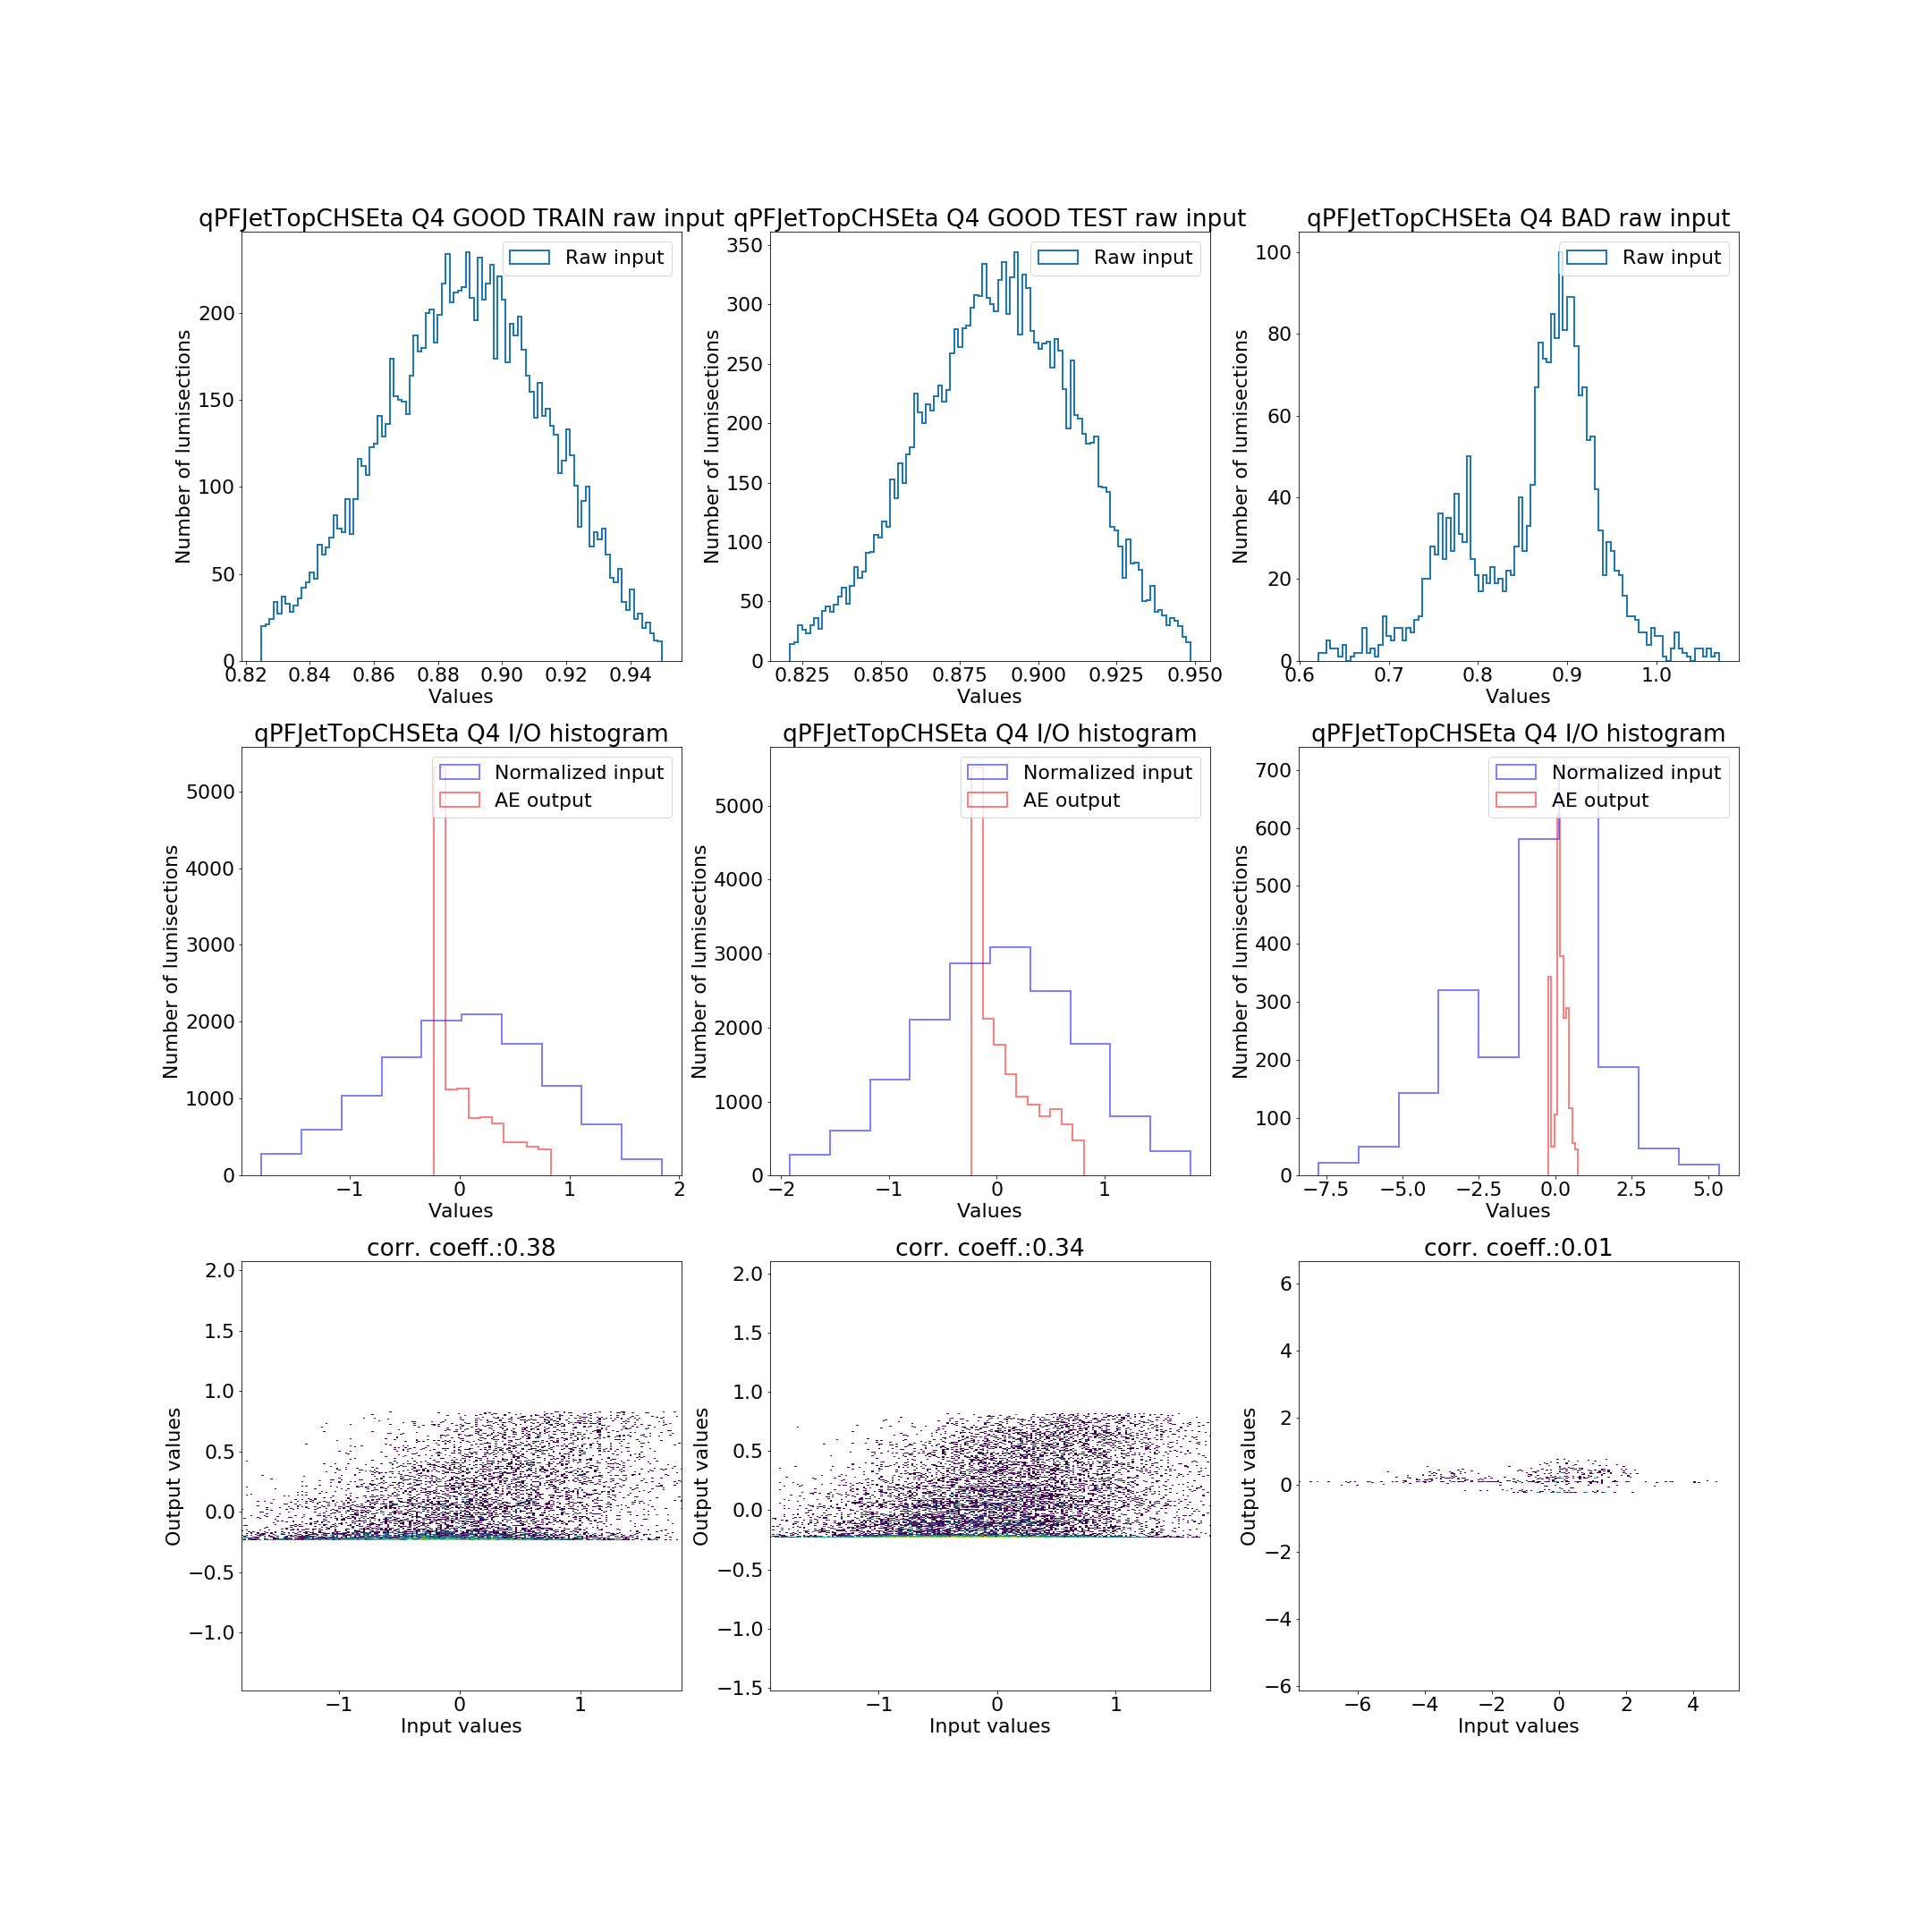 qPFJetTopCHSEta Q4 GOOD TRAIN raw input
Raw input
Number of lumisections
200
150
100
50
0
0.82 0.84 0.86 0.88 0.90 0.92 0.94
Values
qPFJetTopCHSEta Q4 GOOD TEST raw input
Raw input
Number of lumisections
350
300
250
200
150
100
50
0
0.825 0.850 0.875 0.900 0.925 0.950
Values
qPFJetTopCHSEta Q4 BAD raw input
Raw input
Number of lumisections
100
80
60
40
20
0
0.6 0.7 0.8 0.9 1.0
Values
qPFJetTopCHSEta Q4 I/O histogram
Normalized input
AE output
Number of lumisections
5000
4000
3000
2000
1000
0
−1 0 1 2
Values
qPFJetTopCHSEta Q4 I/O histogram
Normalized input
AE output
Number of lumisections
5000
4000
3000
2000
1000
0
−2 −1 0 1
Values
qPFJetTopCHSEta Q4 I/O histogram
Normalized input
AE output
Number of lumisections
700
600
500
400
300
200
100
0
−7.5 −5.0 −2.5 0.0 2.5 5.0
Values
corr. coeff.:0.38
Output values
2.0
1.5
1.0
0.5
0.0
−0.5
−1.0
−1 0 1
Input values
corr. coeff.:0.34
Output values
2.0
1.5
1.0
0.5
0.0
−0.5
−1.0
−1.5
−1 0 1
Input values
corr. coeff.:0.01
Output values
6
4
2
0
−2
−4
−6
−6 −4 −2 0 2 4
Input values